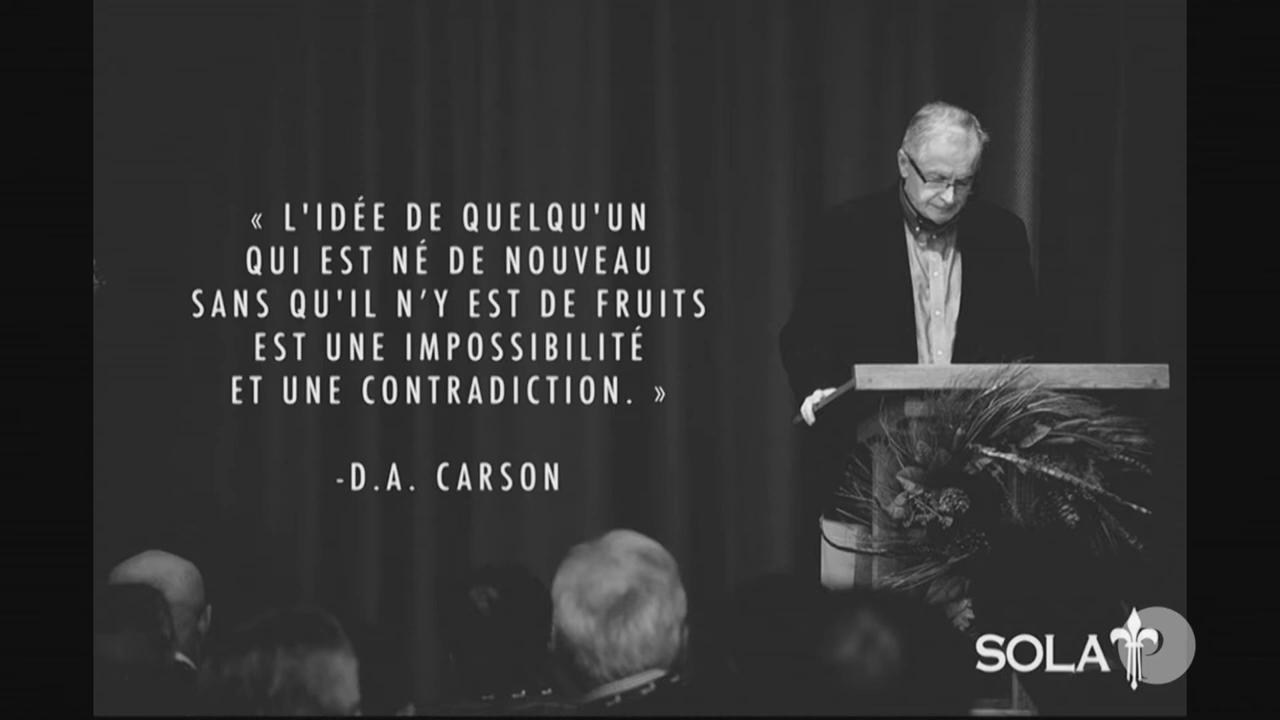 « L'IDÉE DE QUELQU'UN
QUI EST NÉ DE NOUVEAU
SANS QU'IL N’Y EST DE FRUITS
EST UNE IMPOSSIBILITÉ
ET UNE CONTRADICTION. »
-D.A. CARSON
SOLA